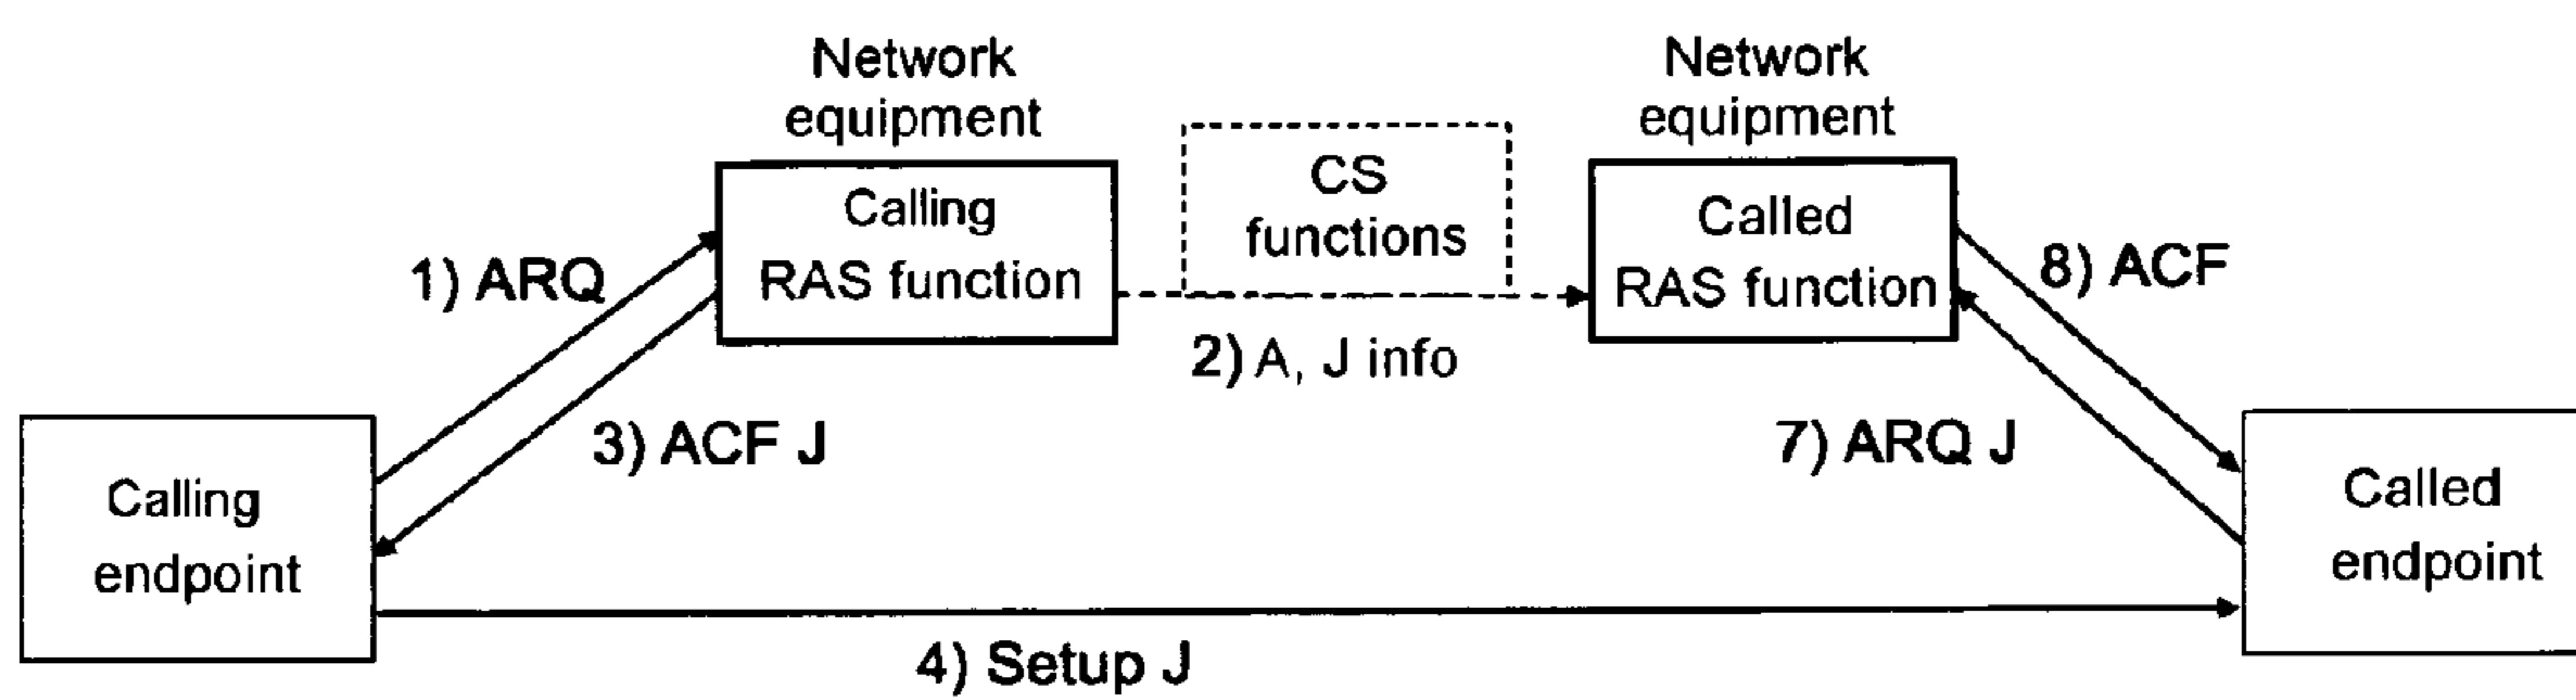 Network
equipment
Network
equipment
CS
functions
Calling
RAS function
Called
RAS function
1) ARQ
8) ACF
2) A, J info
3) ACF J
7) ARQ J
Calling
endpoint
Called
endpoint
4) Setup J